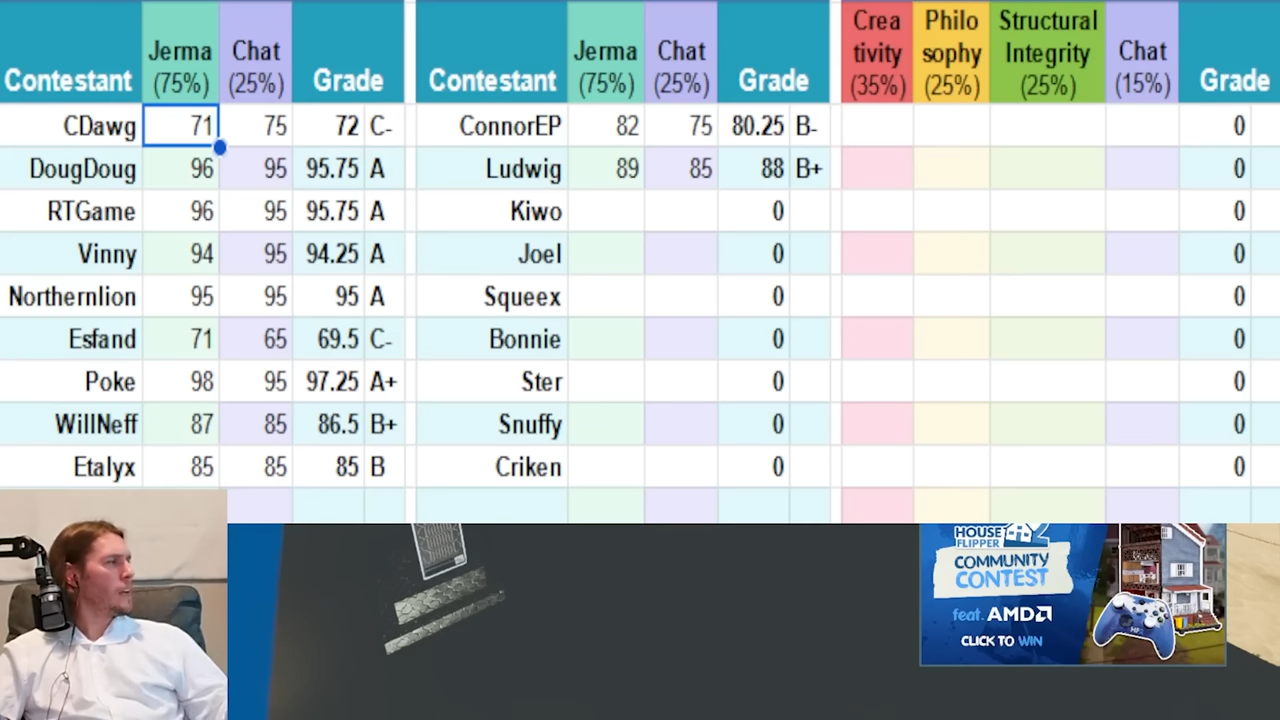 Contestant Jerma (75%) Chat (25%) Grade Contestant Jerma (75%) Chat (25%) Grade Crea tivity (35%) Philo sophy (25%) Structural Integrity (25%) Chat (15%) Grade
CDawg 71 75 72 C- ConnorEP 82 75 80.25 B- 0
DougDoug 96 95 95.75 A Ludwig 89 85 88 B+ 0
RTGame 96 95 95.75 A Kiwo 0 0
Vinny 94 95 94.25 A Joel 0 0
Northernlion 95 95 95 A Squeex 0 0
Esfand 71 65 69.5 C- Bonnie 0 0
Poke 98 95 97.25 A+ Ster 0 0
WillNeff 87 85 86.5 B+ Snuffy 0 0
Etalyx 85 85 85 B Criken 0 0
HOUSE FLIPPER 2
COMMUNITY
CONTEST
feat. AMD
CLICK TO WIN